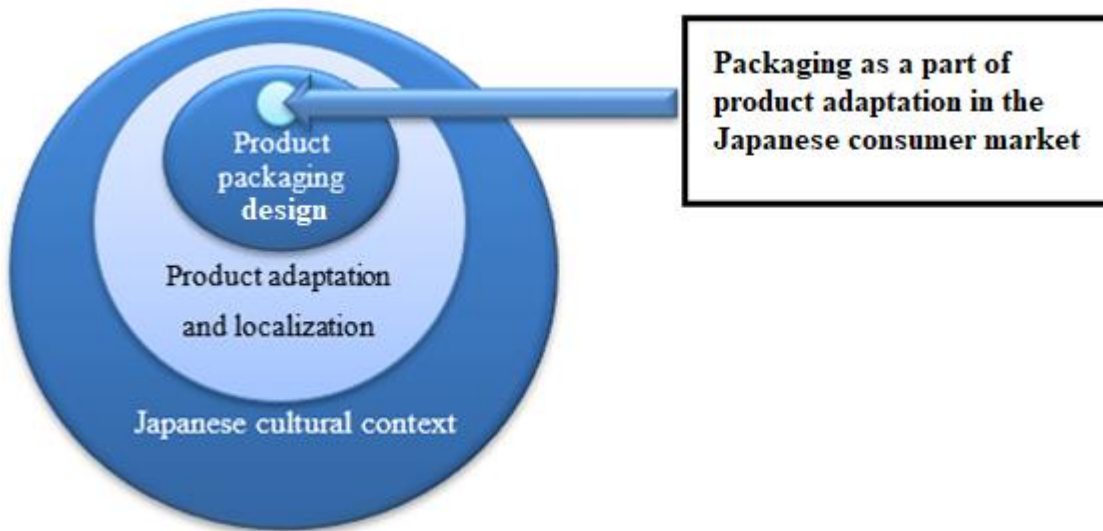 Packaging as a part of
product adaptation in the
Japanese consumer market
Product
packaging
design
Product adaptation
and localization
Japanese cultural context